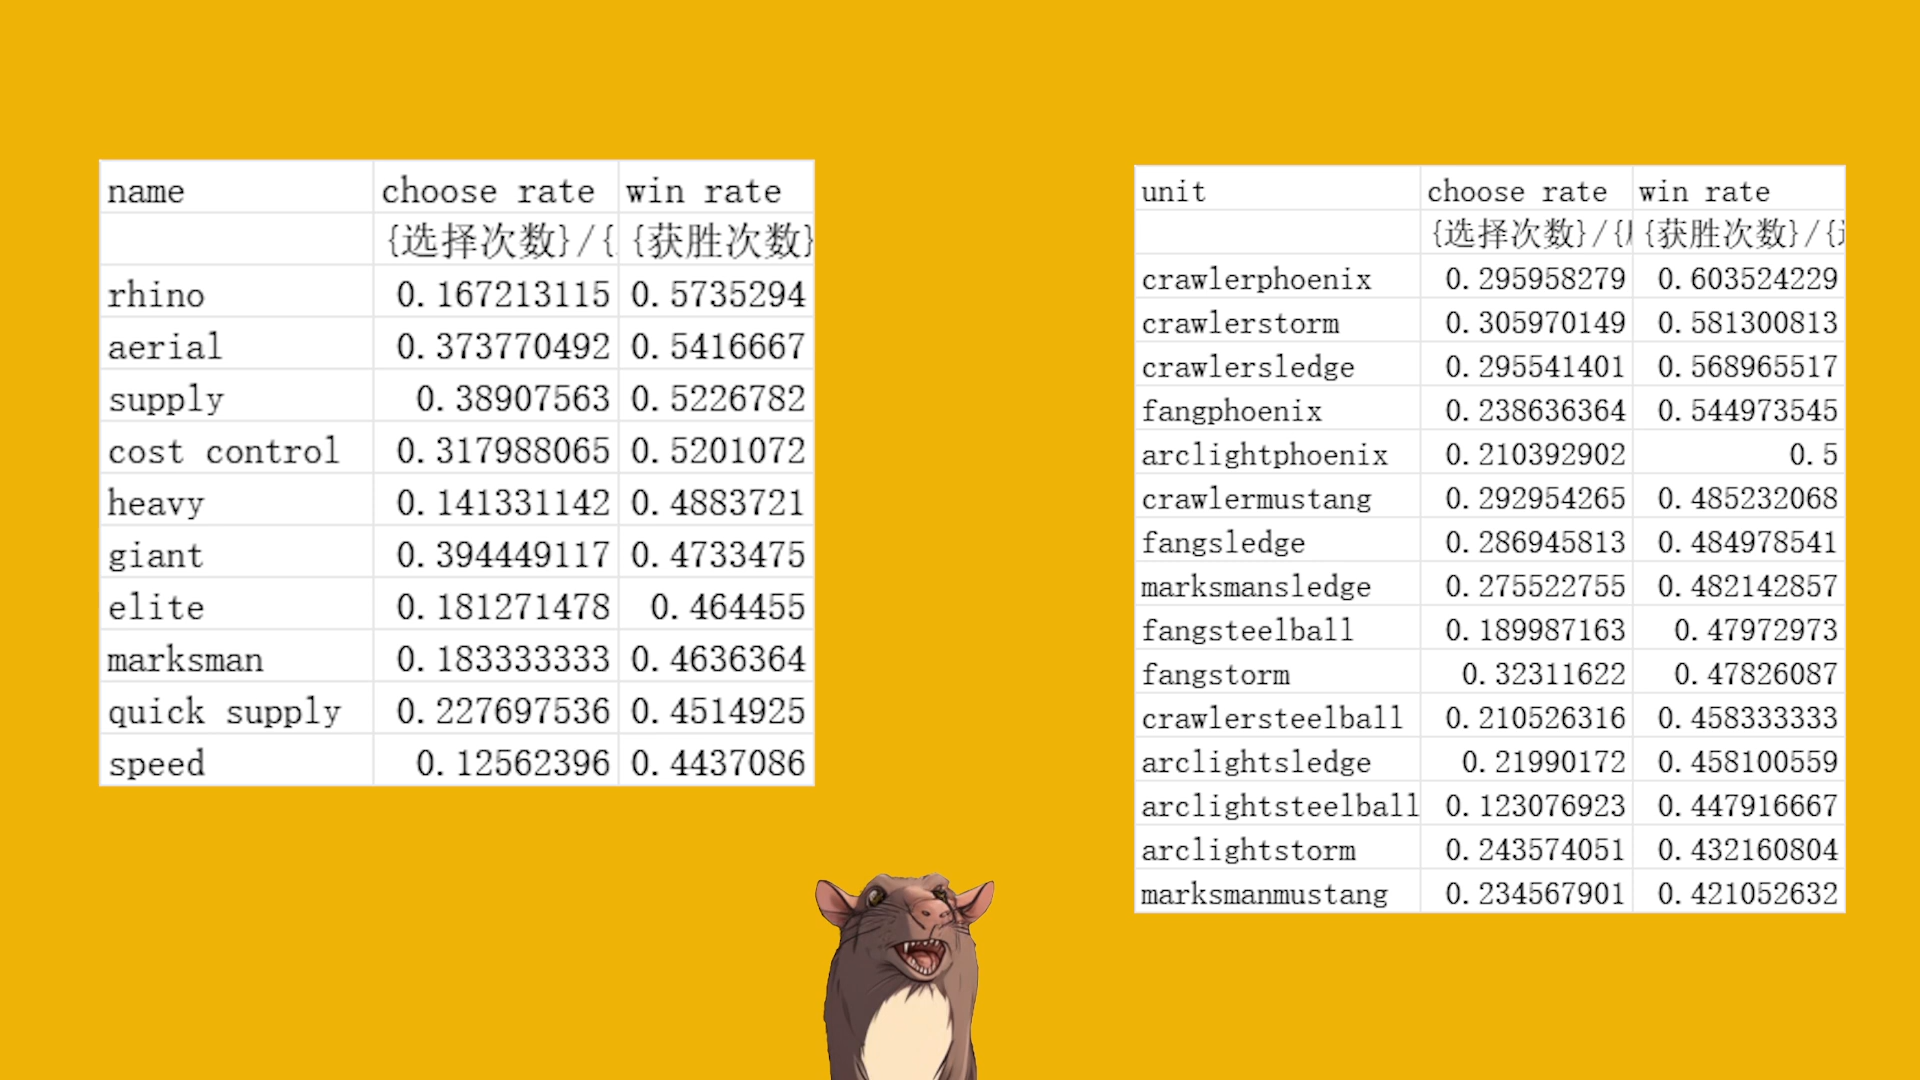 name choose rate win rate
{选择次数}/{ {获胜次数}
rhino 0.167213115 0.5735294
aerial 0.373770492 0.5416667
supply 0.38907563 0.5226782
cost control 0.317988065 0.5201072
heavy 0.141331142 0.4883721
giant 0.394449117 0.4733475
elite 0.181271478 0.464455
marksman 0.183333333 0.4636364
quick supply 0.227697536 0.4514925
speed 0.12562396 0.4437086
unit choose rate win rate
{选择次数}/{ {获胜次数}/{
crawlerphoenix 0.295958279 0.603524229
crawlerstorm 0.305970149 0.581300813
crawlersledge 0.295541401 0.568965517
fangphoenix 0.238636364 0.544973545
arclightphoenix 0.210392902 0.5
crawlermustang 0.292954265 0.485232068
fangsledge 0.286945813 0.484978541
marksmansledge 0.275522755 0.482142857
fangsteelball 0.189987163 0.47972973
fangstorm 0.32311622 0.47826087
crawlersteelball 0.210526316 0.458333333
arclightsledge 0.21990172 0.458100559
arclightsteelball 0.123076923 0.447916667
arclightstorm 0.243574051 0.432160804
marksmanmustang 0.234567901 0.421052632